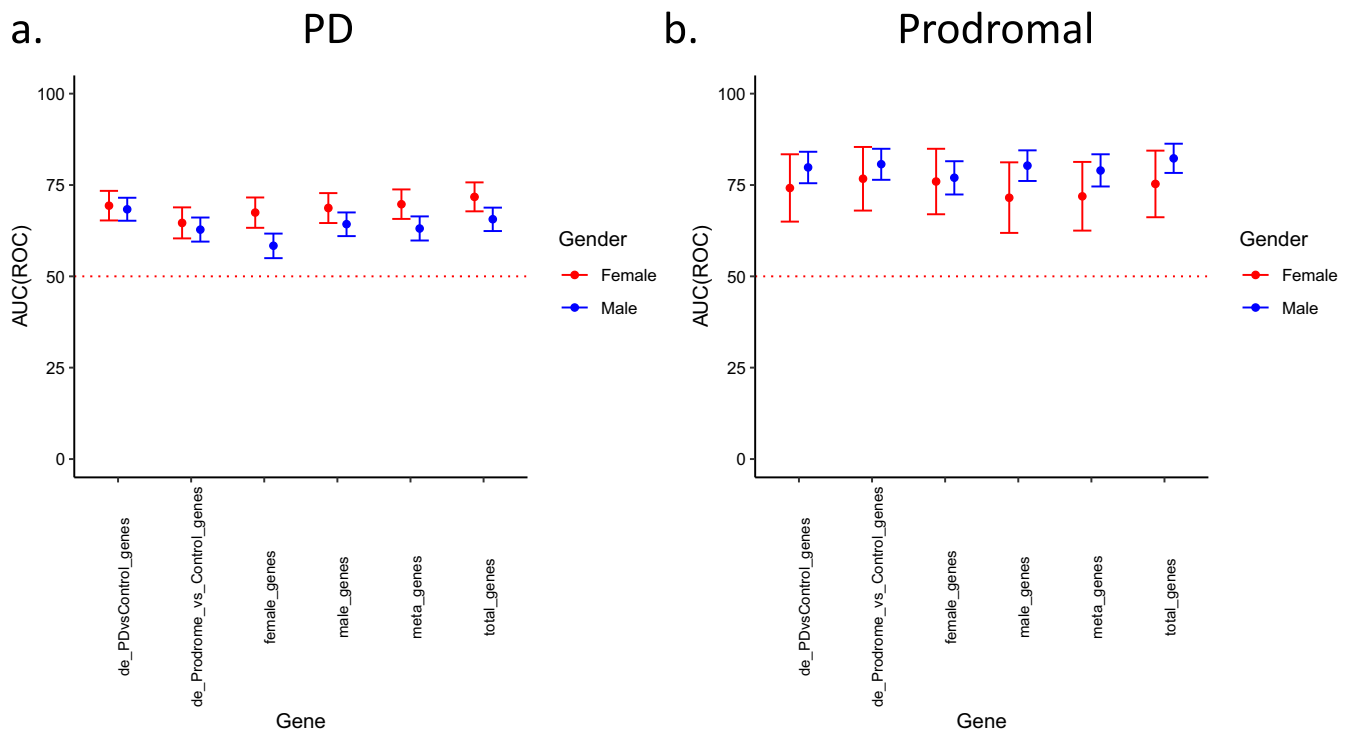 a.
PD
AUC(ROC)
100
75
50
25
0
de_PDvsControl_genes
de_Prodrome_vs_Control_genes
female_genes
male_genes
meta_genes
total_genes
Gene
Gender
Female
Male
b.
Prodromal
AUC(ROC)
100
75
50
25
0
de_PDvsControl_genes
de_Prodrome_vs_Control_genes
female_genes
male_genes
meta_genes
total_genes
Gene
Gender
Female
Male